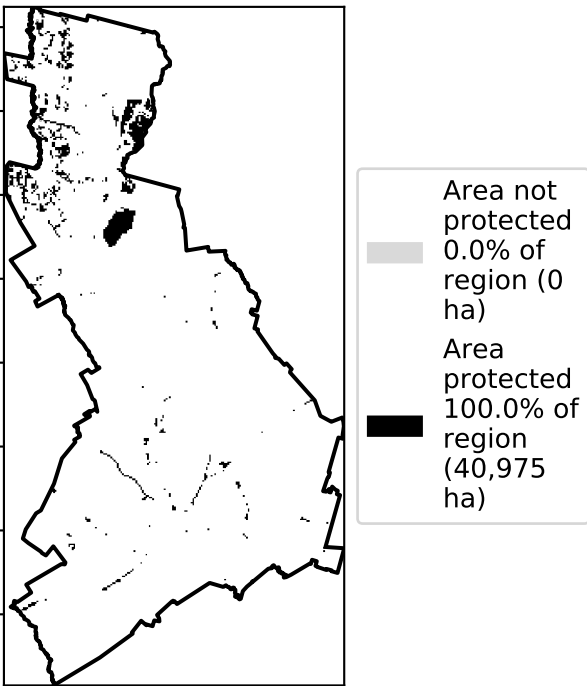 Area not
protected
0.0% of
region (0
ha)
Area
protected
100.0% of
region
(40,975
ha)